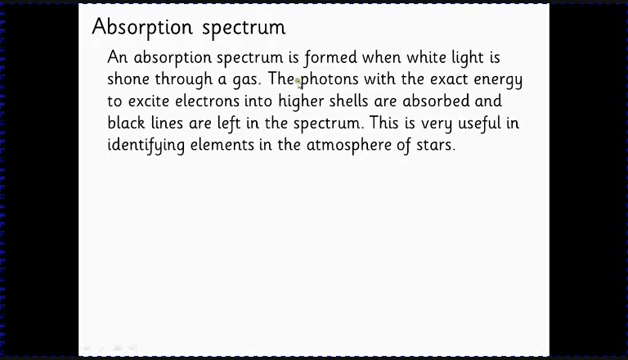 Absorption spectrum
An absorption spectrum is formed when white light is
shone through a gas. The photons with the exact energy
to excite electrons into higher shells are absorbed and
black lines are left in the spectrum. This is very useful in
identifying elements in the atmosphere of stars.